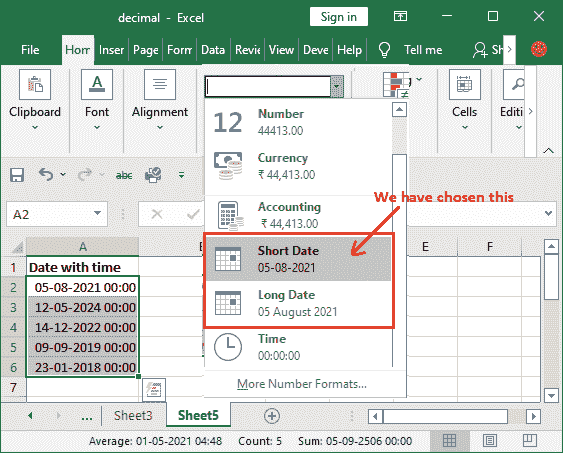 decimal - Excel
Sign in
File Hom Inser Page Forr Data Revie View Deve Help Tell me Sh
Clipboard Font Alignment Cells Editi
Number
44413.00
Currency
₹ 44,413.00
Accounting
₹ 44,413.00
Short Date
05-08-2021
Long Date
05 August 2021
Time
00:00:00
More Number Formats...
We have chosen this
A2
A E F
1 Date with time
2 05-08-2021 00:00
3 12-05-2024 00:00
4 14-12-2022 00:00
5 09-09-2019 00:00
6 23-01-2018 00:00
7
... Sheet3 Sheet5
Average: 01-05-2021 04:48 Count: 5 Sum: 05-09-2506 00:00